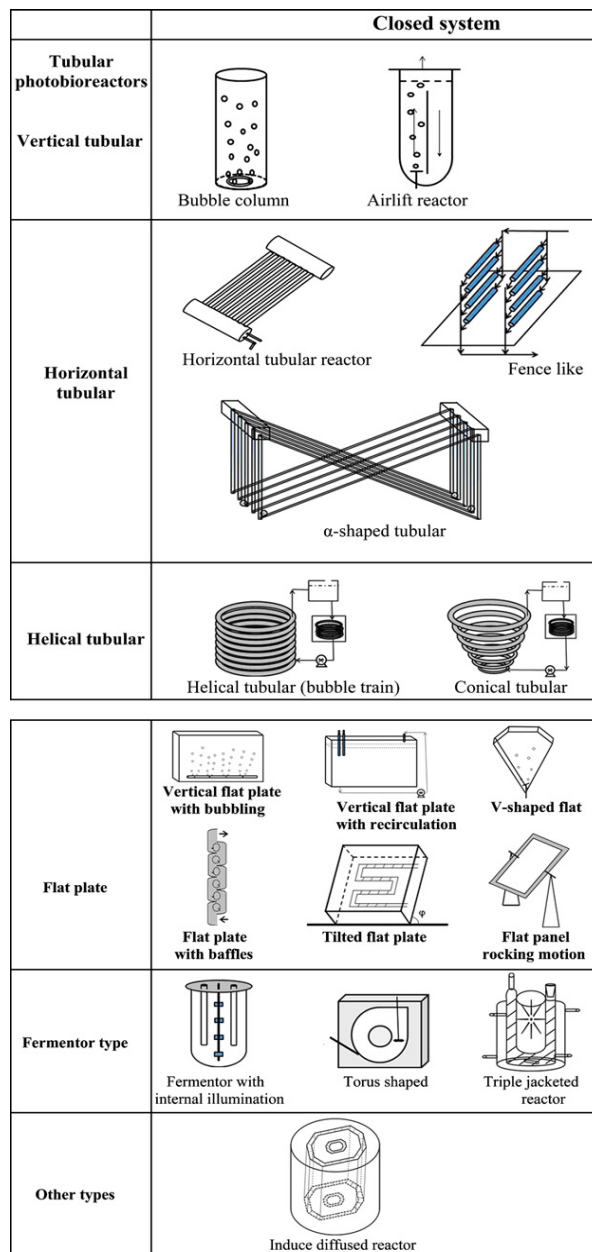 Closed system
Tubular
photobioreactors
Vertical tubular
Bubble column
Airlift reactor
Horizontal
tubular
Horizontal tubular reactor
Fence like
α-shaped tubular
Helical tubular
Helical tubular (bubble train)
Conical tubular
Flat plate
Vertical flat plate
with bubbling
Vertical flat plate
with recirculation
V-shaped flat
Flat plate
with baffles
Tilted flat plate
φ
Flat panel
rocking motion
Fermentor type
Fermentor with
internal illumination
Torus shaped
Triple jacketed
reactor
Other types
Induce diffused reactor